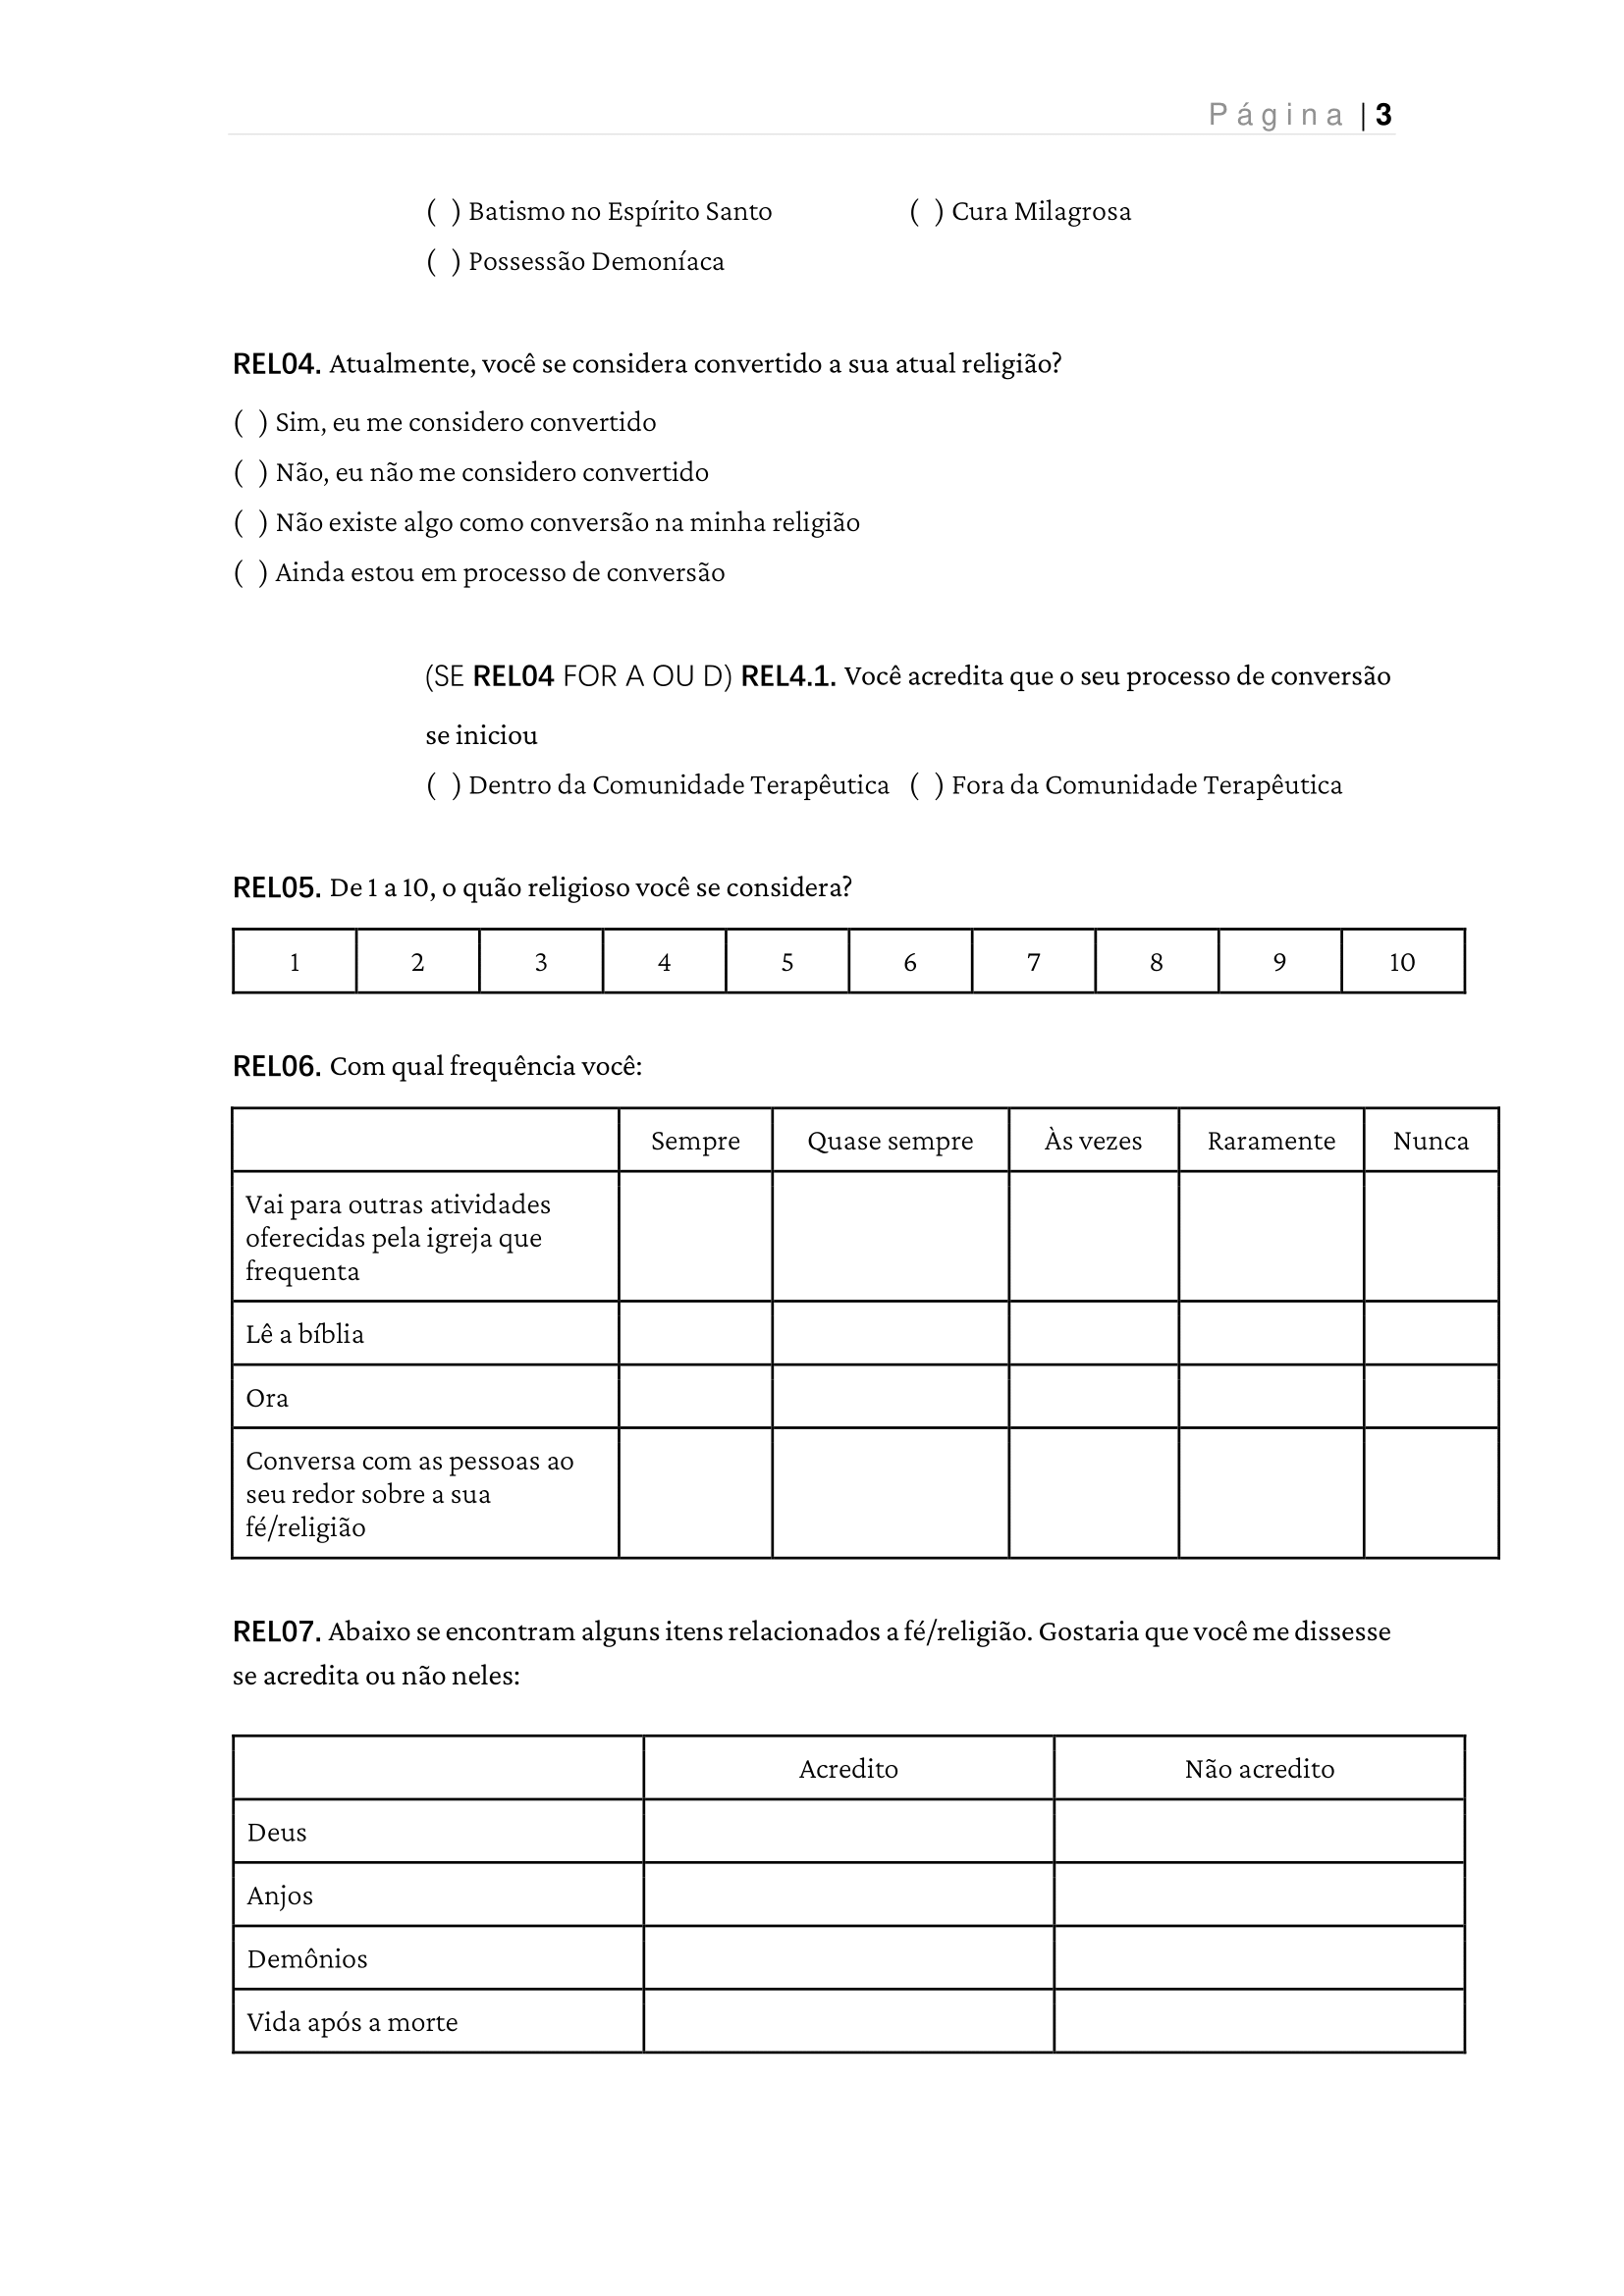 Página | 3
( ) Batismo no Espírito Santo ( ) Cura Milagrosa
( ) Possessão Demoníaca
REL04. Atualmente, você se considera convertido a sua atual religião?
( ) Sim, eu me considero convertido
( ) Não, eu não me considero convertido
( ) Não existe algo como conversão na minha religião
( ) Ainda estou em processo de conversão
(SE REL04 FOR A OU D) REL4.1. Você acredita que o seu processo de conversão
se iniciou
( ) Dentro da Comunidade Terapêutica ( ) Fora da Comunidade Terapêutica
REL05. De 1 a 10, o quão religioso você se considera?
1 2 3 4 5 6 7 8 9 10
REL06. Com qual frequência você:
Sempre Quase sempre Às vezes Raramente Nunca
Vai para outras atividades
oferecidas pela igreja que
frequenta
Lê a bíblia
Ora
Conversa com as pessoas ao
seu redor sobre a sua
fé/religião
REL07. Abaixo se encontram alguns itens relacionados a fé/religião. Gostaria que você me dissesse
se acredita ou não neles:
Acredito Não acredito
Deus
Anjos
Demônios
Vida após a morte